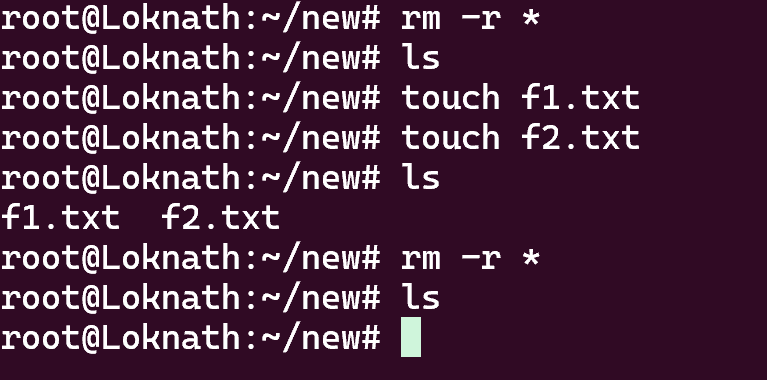 root@Loknath:~/new# rm -r *
root@Loknath:~/new# ls
root@Loknath:~/new# touch f1.txt
root@Loknath:~/new# touch f2.txt
root@Loknath:~/new# ls
f1.txt  f2.txt
root@Loknath:~/new# rm -r *
root@Loknath:~/new# ls
root@Loknath:~/new#